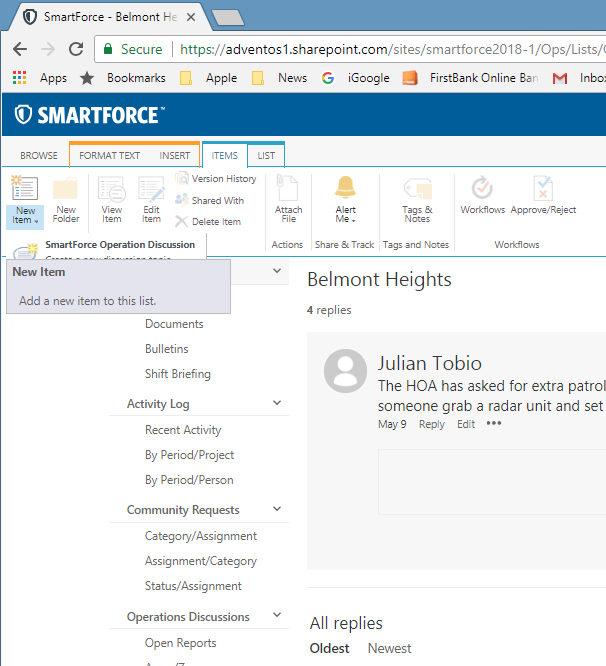 SmartForce - Belmont He
Secure
https://adventos1.sharepoint.com/sites/smartforce2018-1/Ops/Lists/
Apps
Bookmarks
Apple
News
G
iGoogle
FirstBank Online Ban
Inbo
SMARTFORCE™
BROWSE
FORMAT TEXT
INSERT
ITEMS
LIST
New Item
New Folder
View Item
Edit Item
Version History
Shared With
Delete Item
Attach File
Alert Me
Tags & Notes
Workflows
Approve/Reject
Actions
Share & Track
Tags and Notes
Workflows
SmartForce Operation Discussion
Create a new discussion topic
New Item
Add a new item to this list.
Documents
Bulletins
Shift Briefing
Activity Log
Recent Activity
By Period/Project
By Period/Person
Community Requests
Category/Assignment
Assignment/Category
Status/Assignment
Operations Discussions
Open Reports
Belmont Heights
4 replies
Julian Tobio
The HOA has asked for extra patrol
someone grab a radar unit and set
May 9 Reply Edit •••
All replies
Oldest Newest